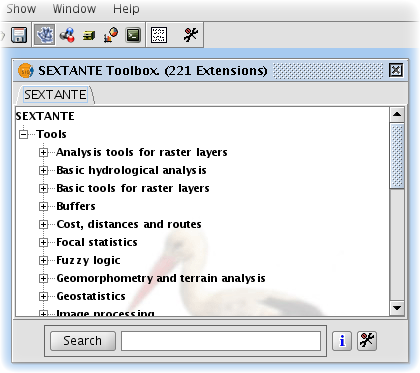 Show Window Help
SEXTANTE Toolbox. (221 Extensions)
SEXTANTE
SEXTANTE
Tools
Analysis tools for raster layers
Basic hydrological analysis
Basic tools for raster layers
Buffers
Cost, distances and routes
Focal statistics
Fuzzy logic
Geomorphometry and terrain analysis
Geostatistics
Image processing
Search
i